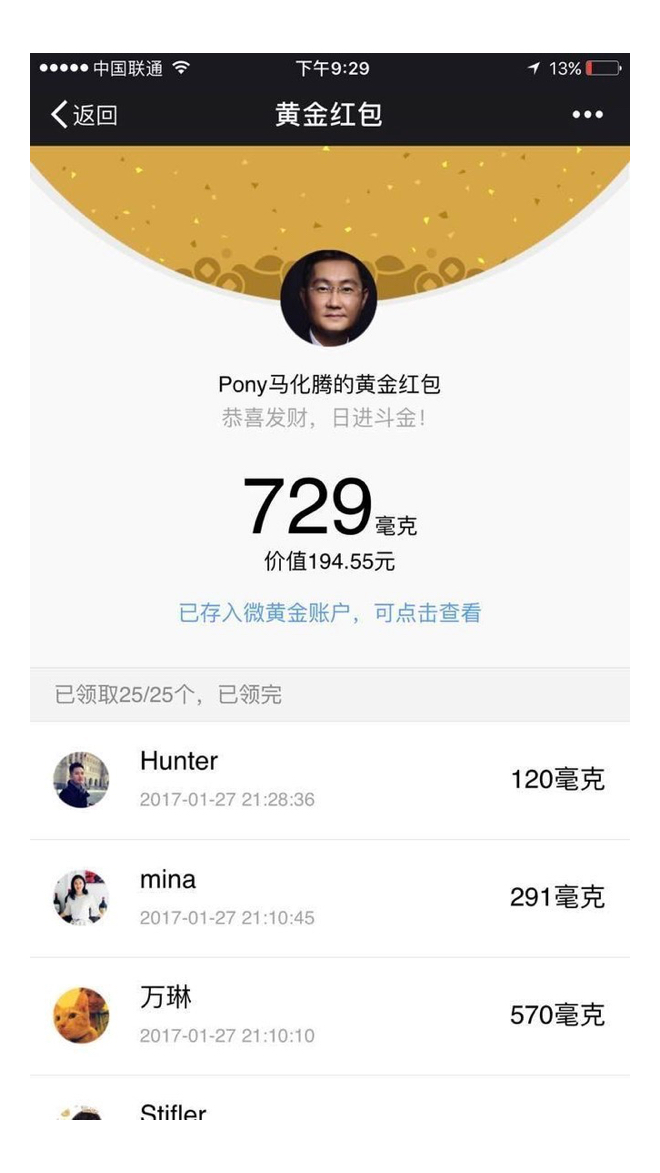 中国联通 下午9:29 13%
返回 黄金红包
Pony马化腾的黄金红包
恭喜发财，日进斗金！
729毫克
价值194.55元
已存入微黄金账户，可点击查看
已领取25/25个，已领完
Hunter
120毫克
2017-01-27 21:28:36
mina
291毫克
2017-01-27 21:10:45
万琳
570毫克
2017-01-27 21:10:10
Stifler